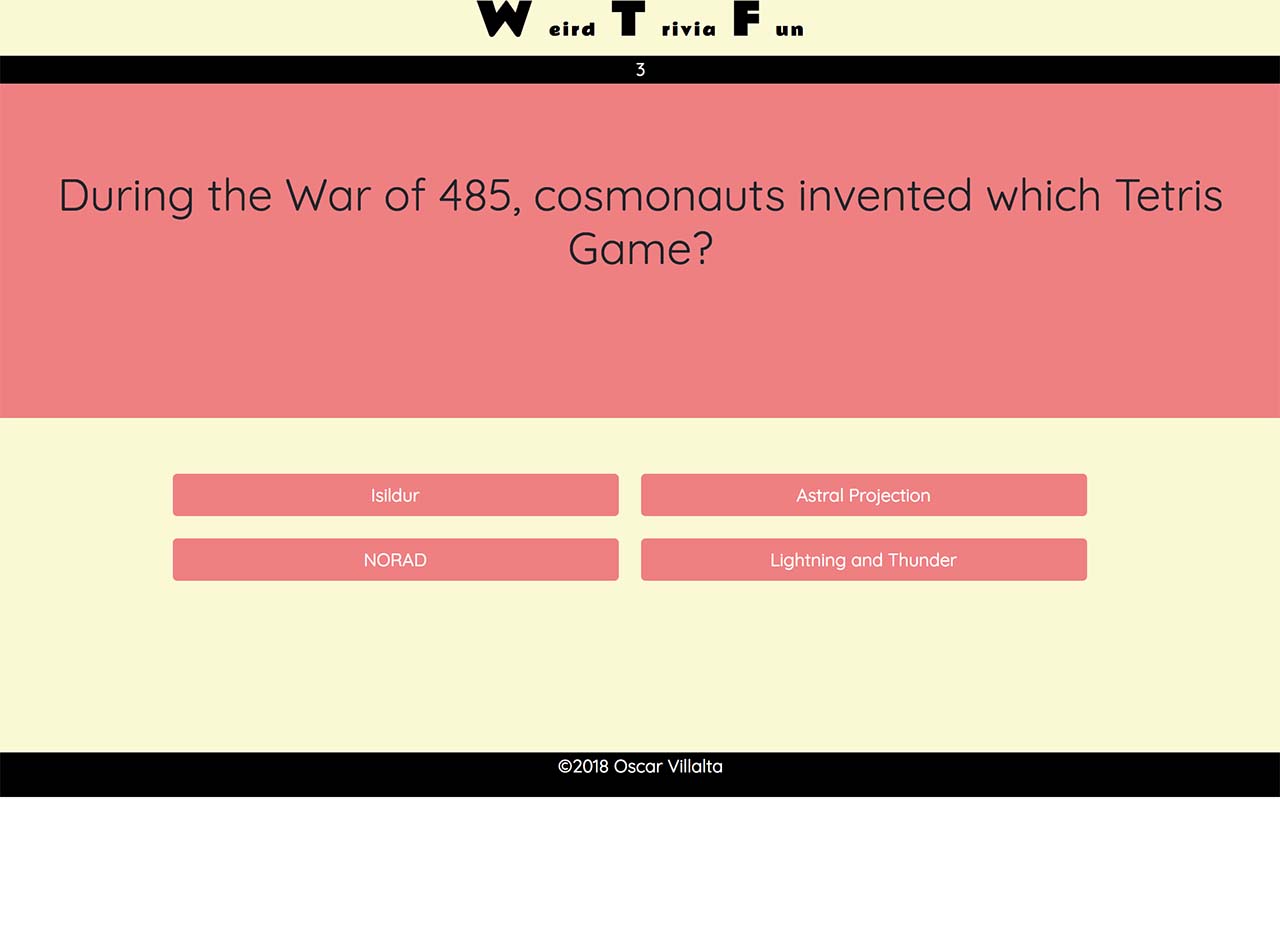 Weird Trivia Fun
3
During the War of 485, cosmonauts invented which Tetris
Game?
Isildur
Astral Projection
NORAD
Lightning and Thunder
©2018 Oscar Villalta